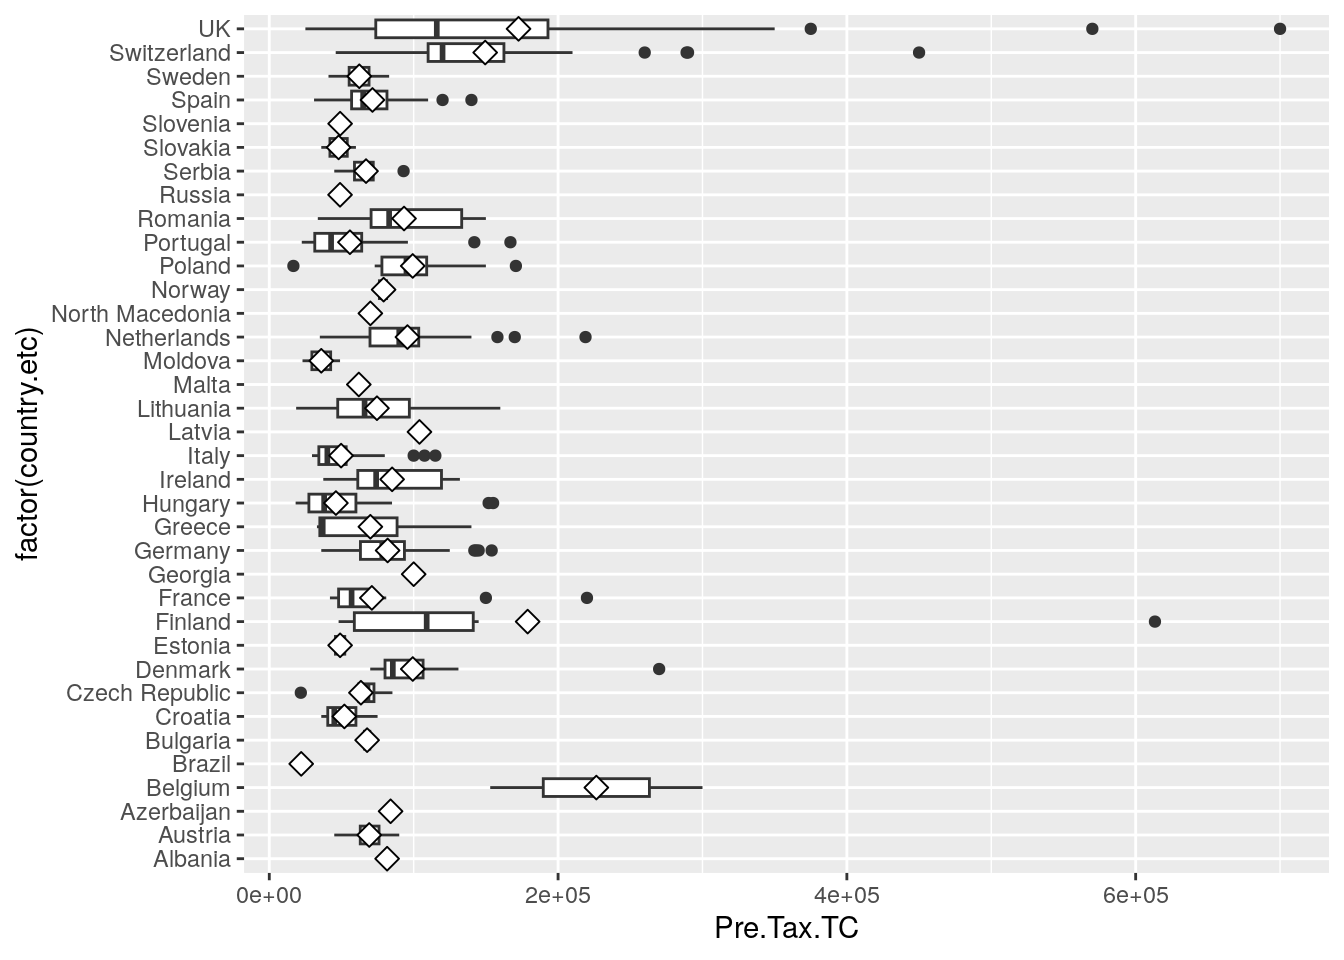 UK
Switzerland
Sweden
Spain
Slovenia
Slovakia
Serbia
Russia
Romania
Portugal
Poland
Norway
North Macedonia
Netherlands
Moldova
Malta
Lithuania
Latvia
Italy
Ireland
Hungary
Greece
Germany
Georgia
France
Finland
Estonia
Denmark
Czech Republic
Croatia
Bulgaria
Brazil
Belgium
Azerbaijan
Austria
Albania
factor(country.etc)
0e+00 2e+05 4e+05 6e+05
Pre.Tax.TC